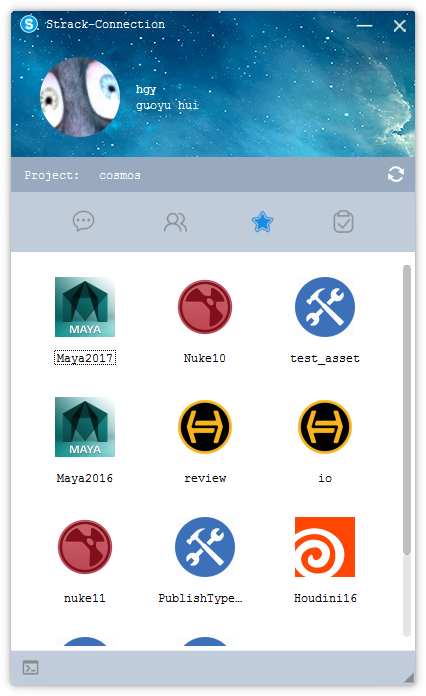 S Strack-Connection
hgy
guoyu hui
Project: cosmos
MAYA
Maya2017 Nuke10 test_asset
MAYA
Maya2016 review io
nuke11 PublishType… Houdini16